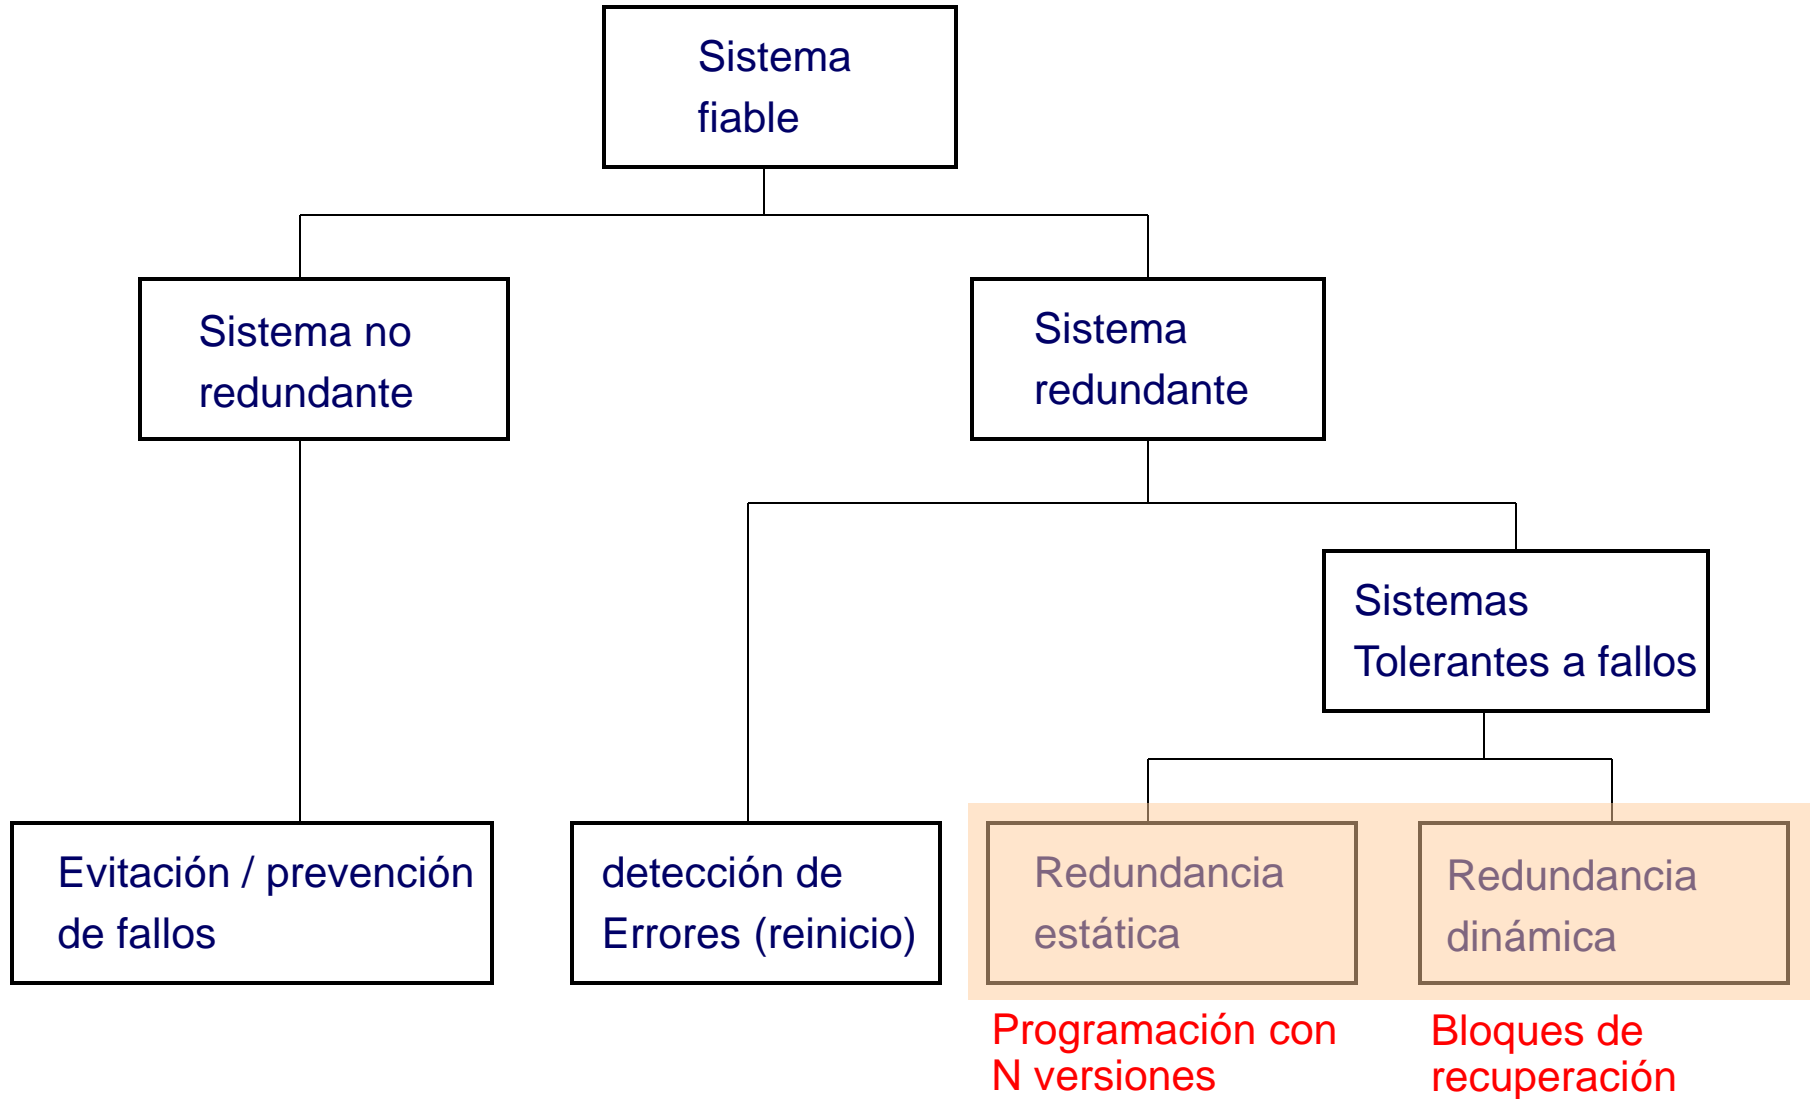 Sistema
fiable
Sistema no
redundante
Sistema
redundante
Sistemas
Tolerantes a fallos
Evitación / prevención
de fallos
detección de
Errores (reinicio)
Redundancia
estática
Redundancia
dinámica
Programación con
N versiones
Bloques de
recuperación